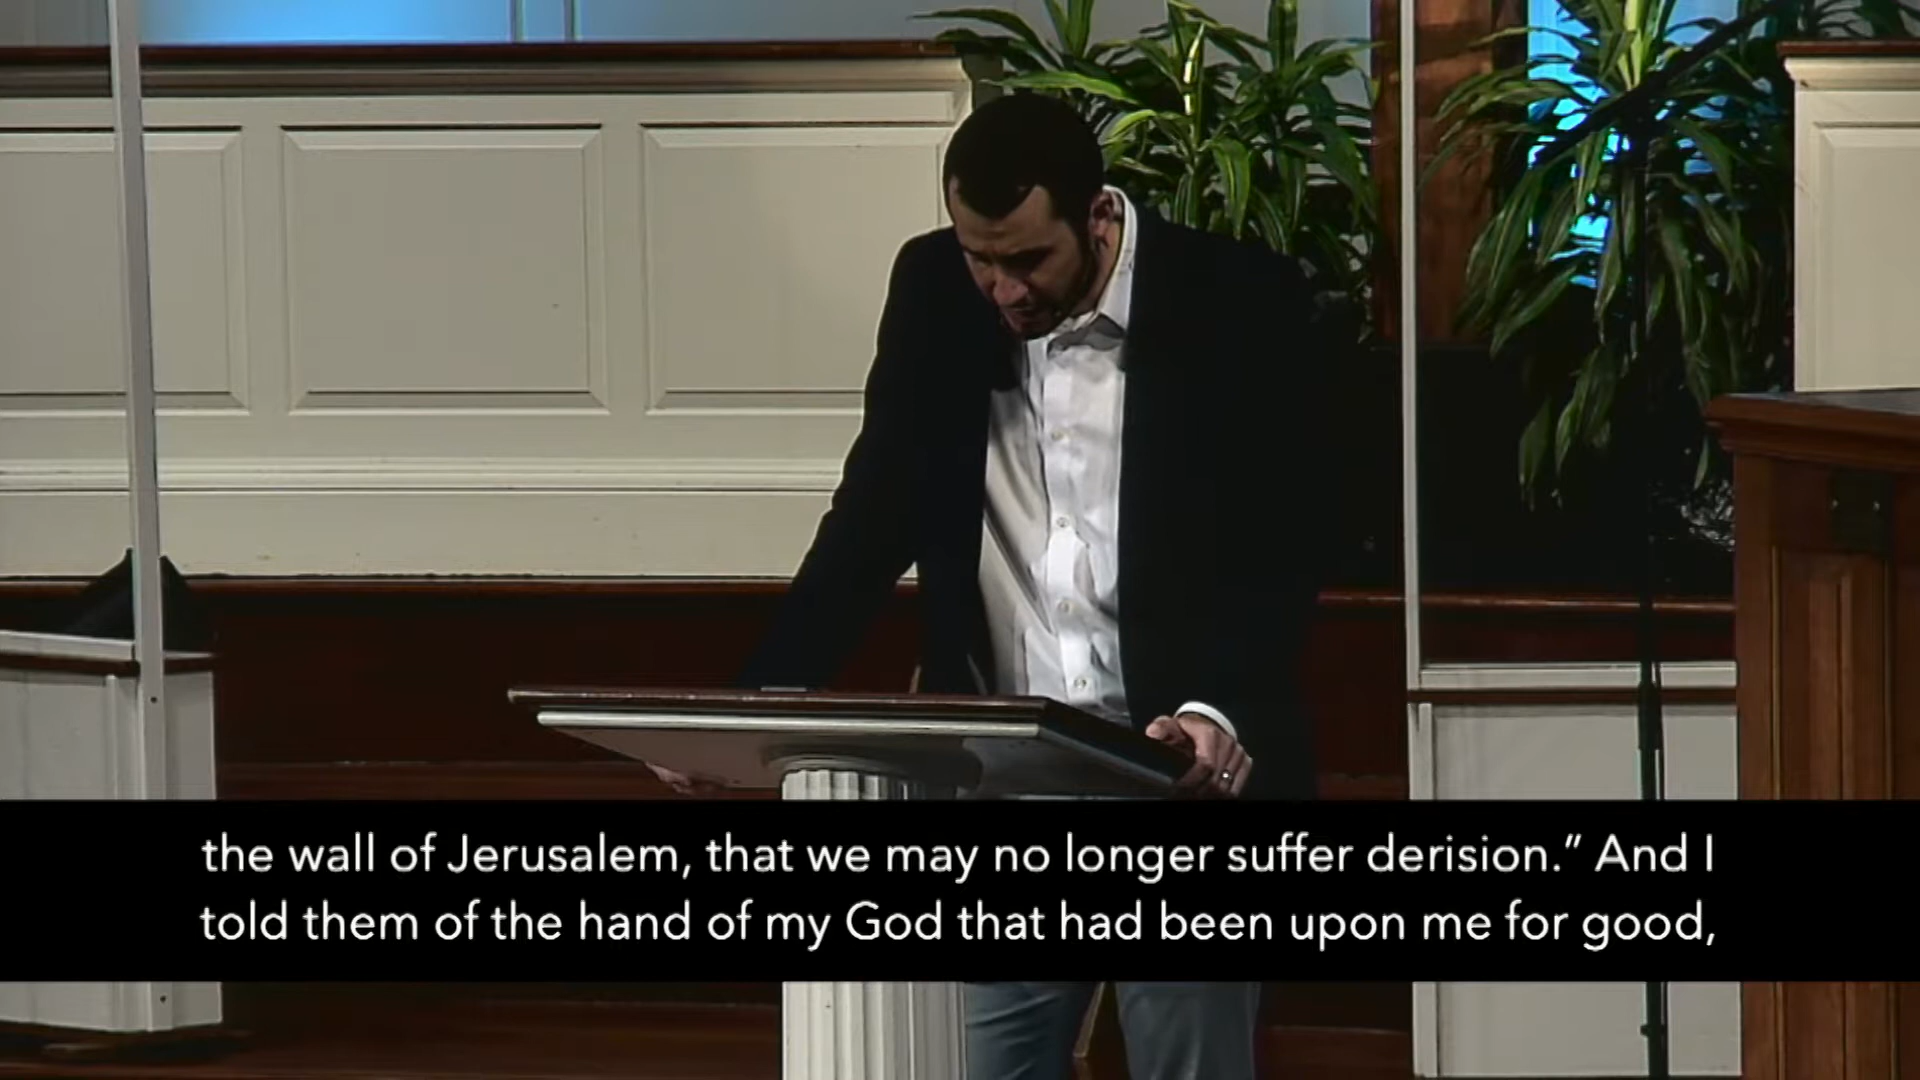 the wall of Jerusalem, that we may no longer suffer derision.” And I
told them of the hand of my God that had been upon me for good,